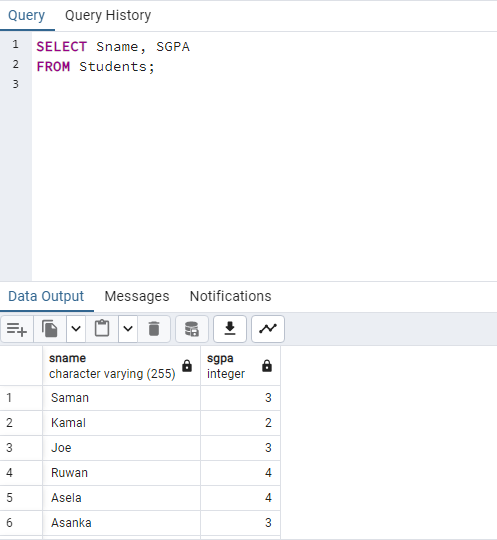 Query Query History
1 SELECT Sname, SGPA
2 FROM Students;
3
Data Output Messages Notifications
sname sgpa
character varying (255) integer
1 Saman 3
2 Kamal 2
3 Joe 3
4 Ruwan 4
5 Asela 4
6 Asanka 3